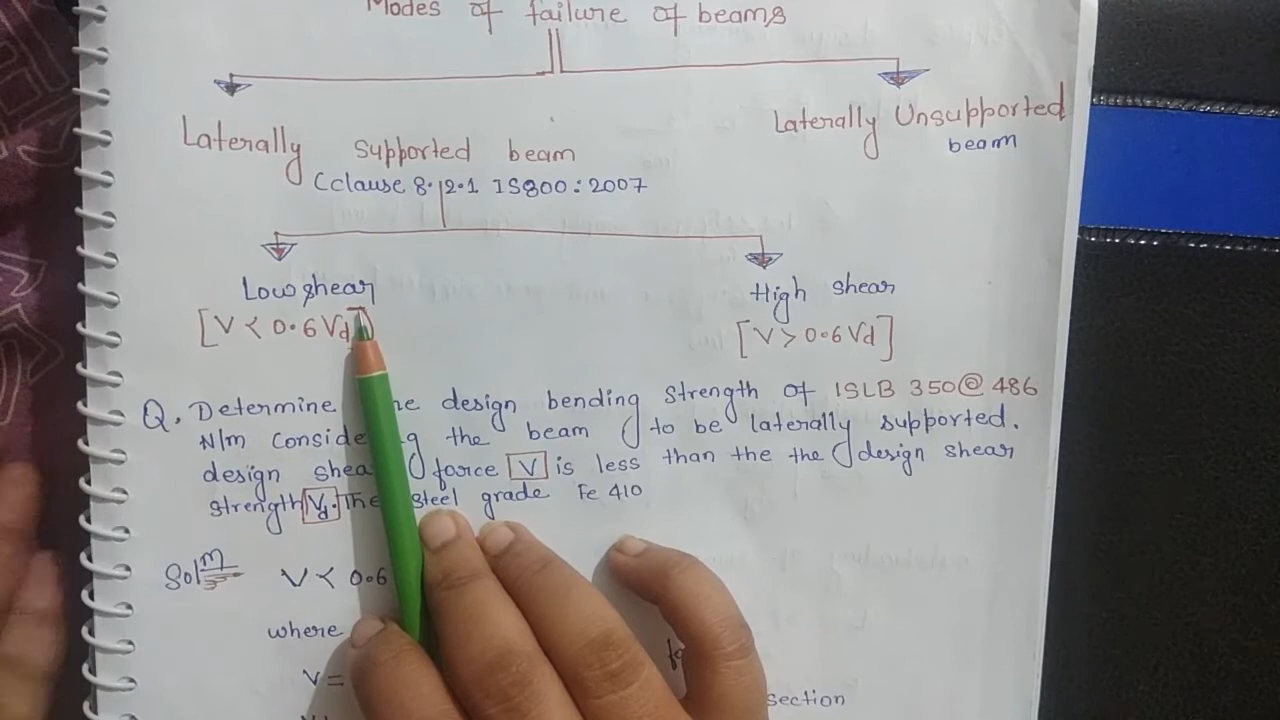 Modes of failure of beams
Laterally supported beam
Laterally Unsupported
beam
(clause 8.2.1 IS800:2007
Low shear
[V < 0.6 Vd]
High shear
[V > 0.6 Vd]
Q. Determine he design bending strength of ISLB 350@ 486
N/m conside g the beam to be laterally supported.
design shea force V is less than the the design shear
strength Vd. The steel grade Fe 410
Solm V < 0.6
where
V =
section